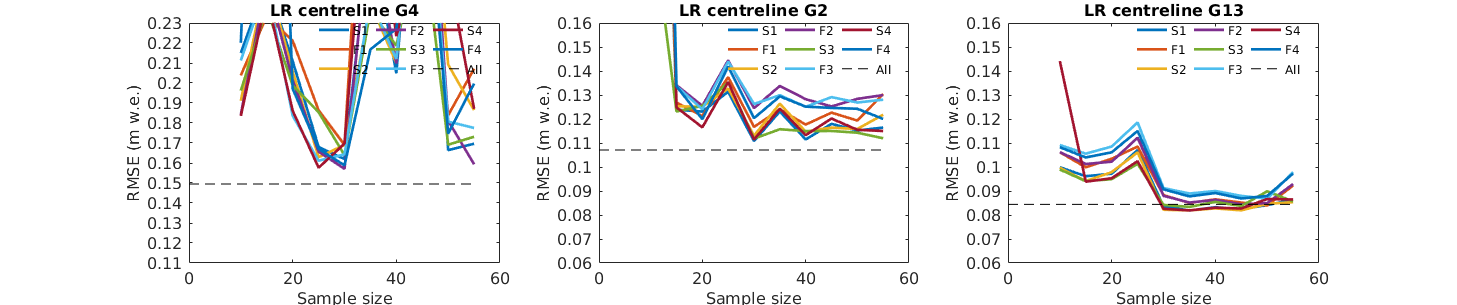 LR centreline G4
RMSE (m w.e.)
0.23
0.22
0.21
0.2
0.19
0.18
0.17
0.16
0.15
0.14
0.13
0.12
0.11
S1 F2 S4
F1 S3 F4
S2 F3 All
0 20 40 60
Sample size
LR centreline G2
RMSE (m w.e.)
0.16
0.15
0.14
0.13
0.12
0.11
0.1
0.09
0.08
0.07
0.06
S1 F2 S4
F1 S3 F4
S2 F3 All
0 20 40 60
Sample size
LR centreline G13
RMSE (m w.e.)
0.16
0.15
0.14
0.13
0.12
0.11
0.1
0.09
0.08
0.07
0.06
S1 F2 S4
F1 S3 F4
S2 F3 All
0 20 40 60
Sample size